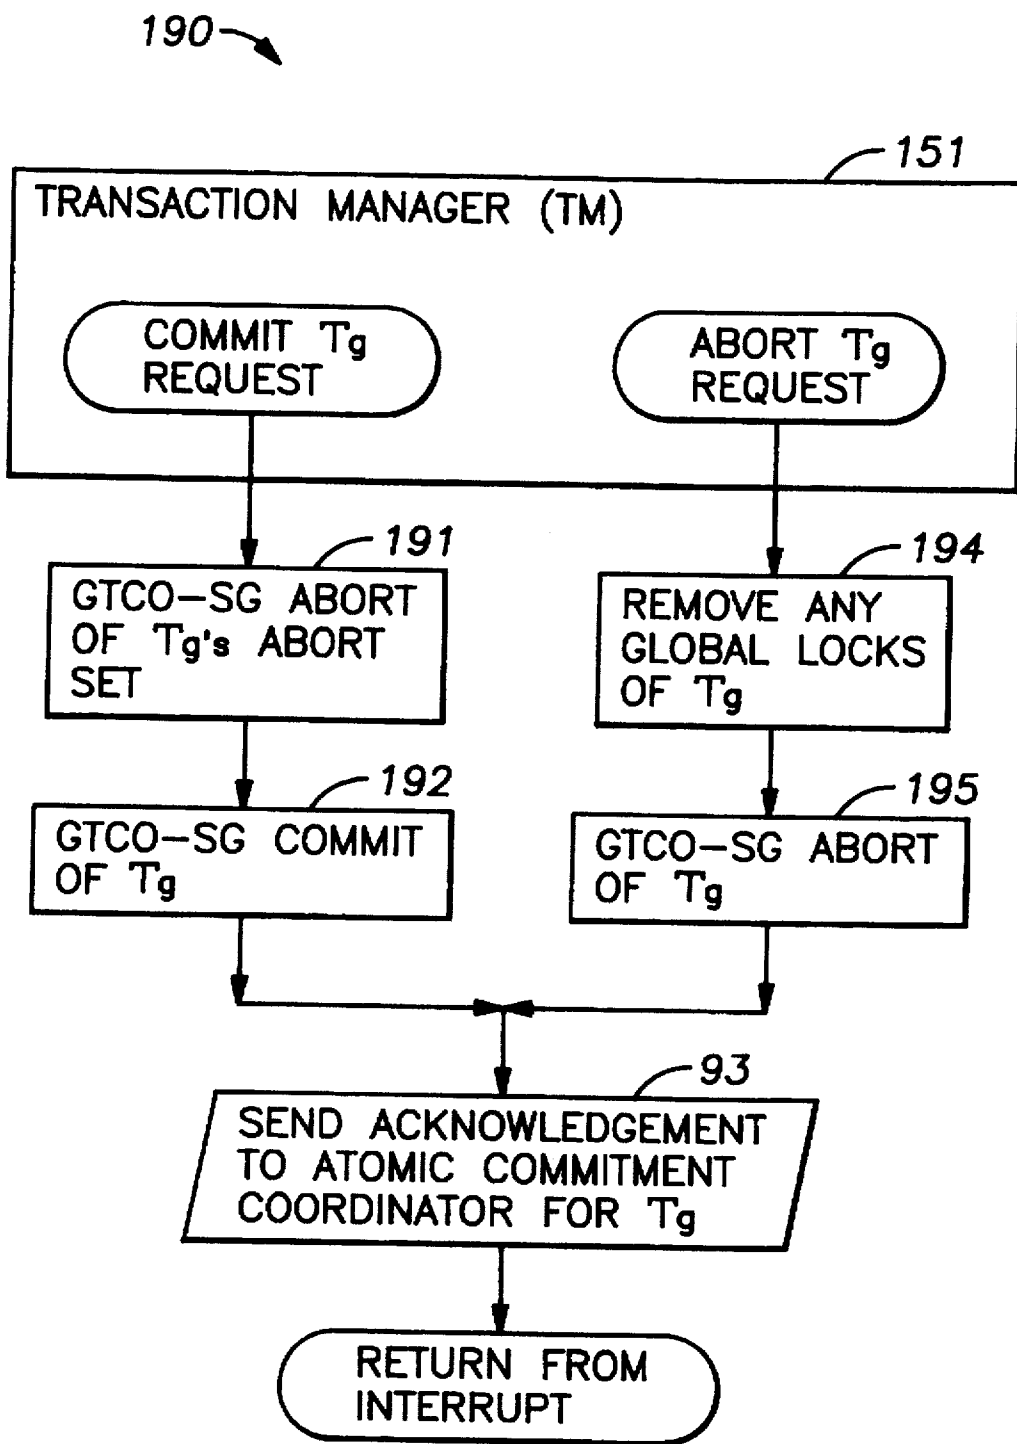 190
151
TRANSACTION MANAGER (TM)
COMMIT Tg
REQUEST
ABORT Tg
REQUEST
191
GTCO-SG ABORT
OF Tg's ABORT
SET
194
REMOVE ANY
GLOBAL LOCKS
OF Tg
192
GTCO-SG COMMIT
OF Tg
195
GTCO-SG ABORT
OF Tg
93
SEND ACKNOWLEDGEMENT
TO ATOMIC COMMITMENT
COORDINATOR FOR Tg
RETURN FROM
INTERRUPT